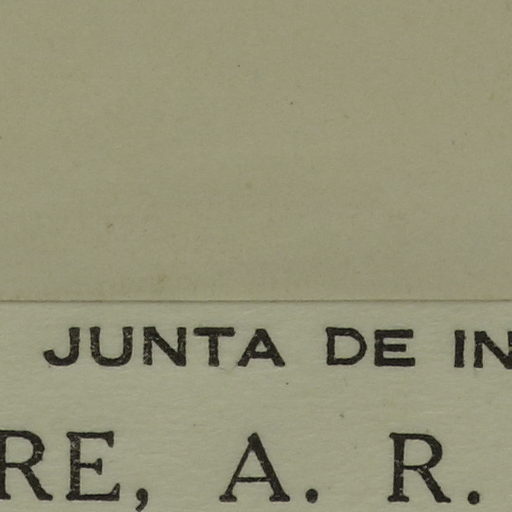 JUNTA DE IN
RE, A. R.